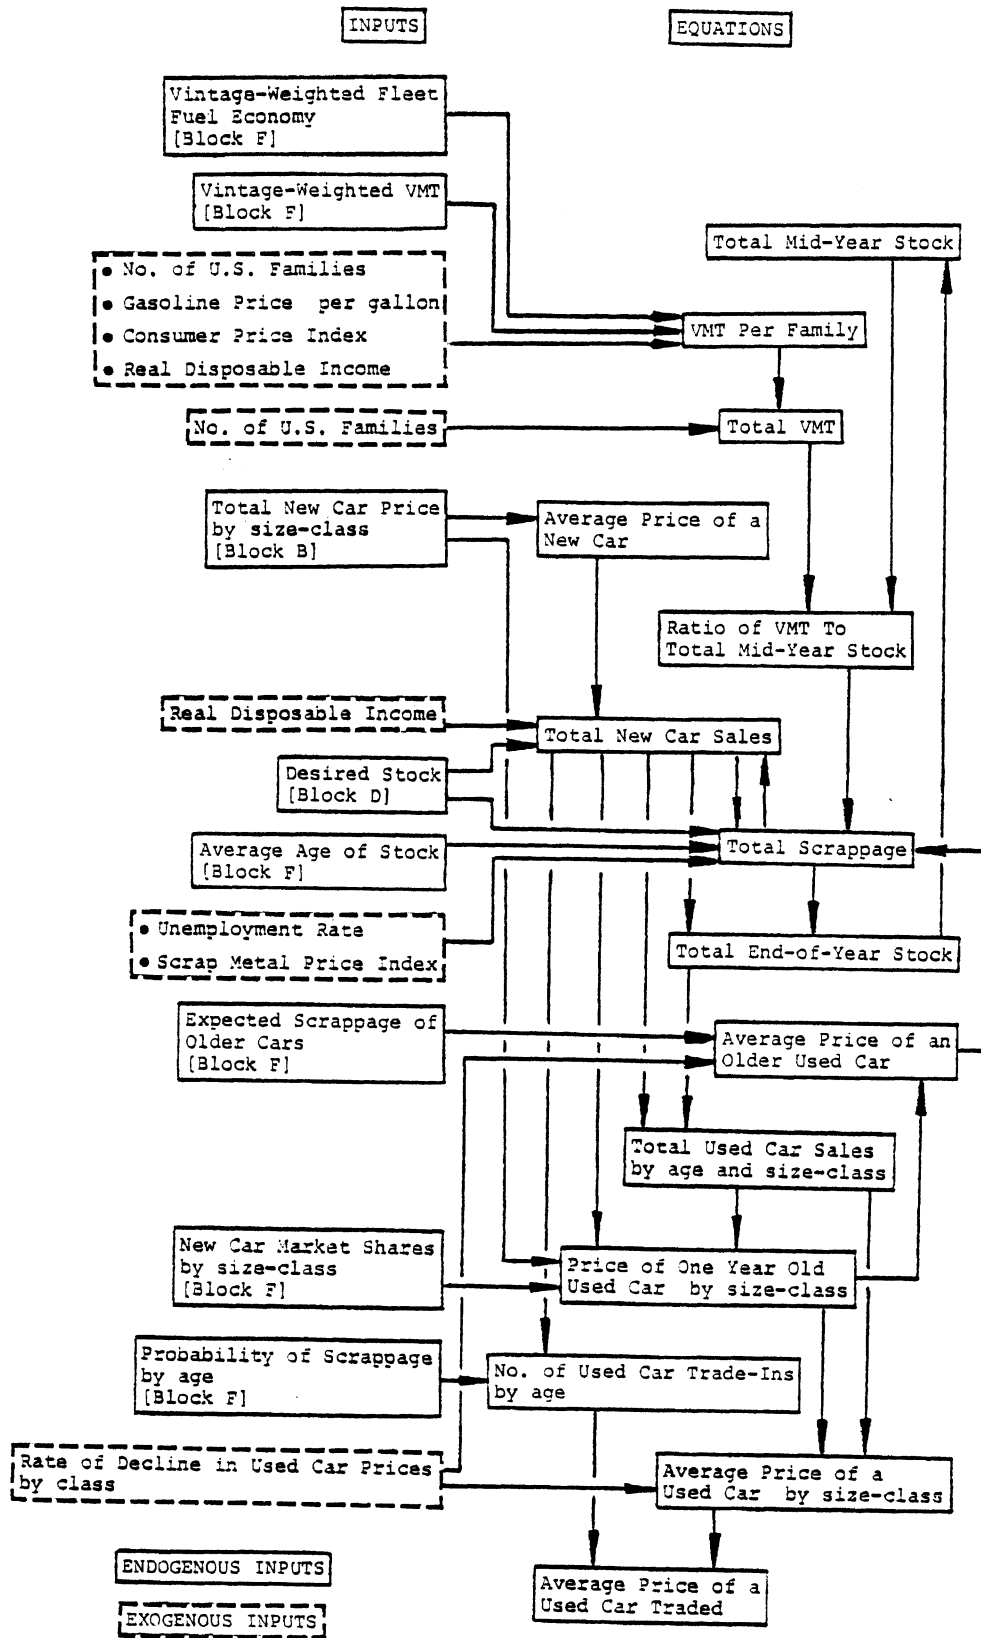 INPUTS
EQUATIONS
Vintage-Weighted Fleet
Fuel Economy
[Block F]
Vintage-Weighted VMT
[Block F]
Total Mid-Year Stock
• No. of U.S. Families
• Gasoline Price per gallon
• Consumer Price Index
• Real Disposable Income
VMT Per Family
No. of U.S. Families
Total VMT
Total New Car Price
by size-class
[Block B]
Average Price of a
New Car
Ratio of VMT To
Total Mid-Year Stock
Real Disposable Income
Total New Car Sales
Desired Stock
[Block D]
Average Age of Stock
[Block F]
Total Scrappage
• Unemployment Rate
• Scrap Metal Price Index
Total End-of-Year Stock
Expected Scrappage of
Older Cars
[Block F]
Average Price of an
Older Used Car
Total Used Car Sales
by age and size-class
New Car Market Shares
by size-class
[Block F]
Price of One Year Old
Used Car by size-class
Probability of Scrappage
by age
[Block F]
No. of Used Car Trade-Ins
by age
Rate of Decline in Used Car Prices
by class
Average Price of a
Used Car by size-class
ENDOGENOUS INPUTS
Average Price of a
Used Car Traded
EXOGENOUS INPUTS